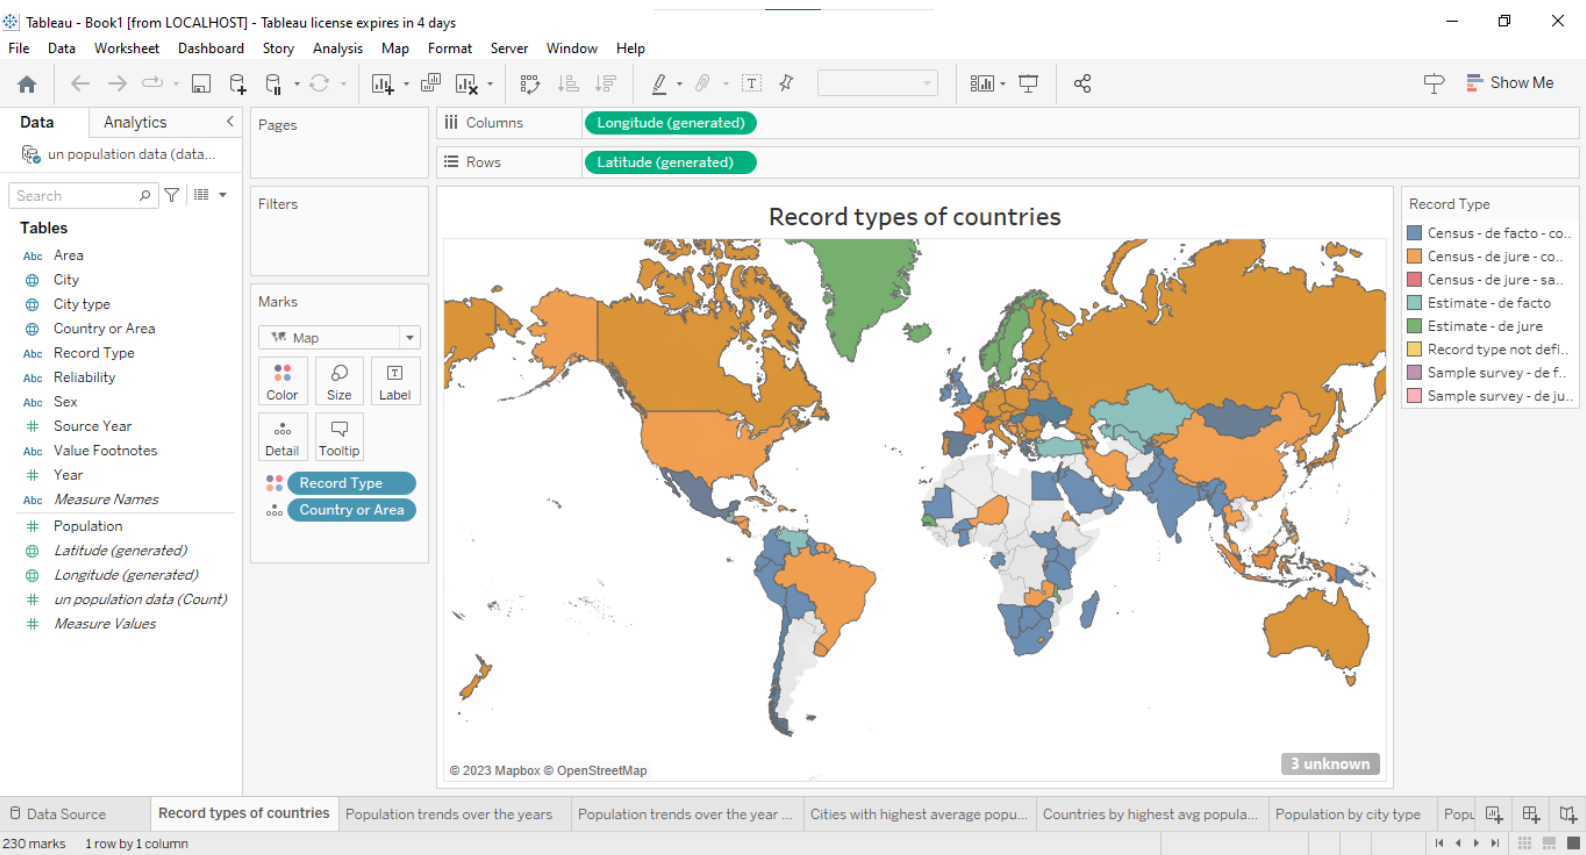 Tableau - Book1 [from LOCALHOST] - Tableau license expires in 4 days
File Data Worksheet Dashboard Story Analysis Map Format Server Window Help
Show Me
Data Analytics
un population data (data...
Search
Tables
Abc Area
City
City type
Country or Area
Abc Record Type
Abc Reliability
Abc Sex
# Source Year
Abc Value Footnotes
# Year
Abc Measure Names
# Population
Latitude (generated)
Longitude (generated)
# un population data (Count)
# Measure Values
Pages
Filters
Marks
Map
Color Size Label
Detail Tooltip
Record Type
Country or Area
Columns Longitude (generated)
Rows Latitude (generated)
Record types of countries
© 2023 Mapbox © OpenStreetMap
3 unknown
Record Type
Census - de facto - co..
Census - de jure - co...
Census - de jure - sa...
Estimate - de facto
Estimate - de jure
Record type not defi..
Sample survey - de f..
Sample survey - de ju..
Data Source Record types of countries Population trends over the years Population trends over the year ... Cities with highest average popu... Countries by highest avg popula... Population by city type Popu
230 marks 1 row by 1 column